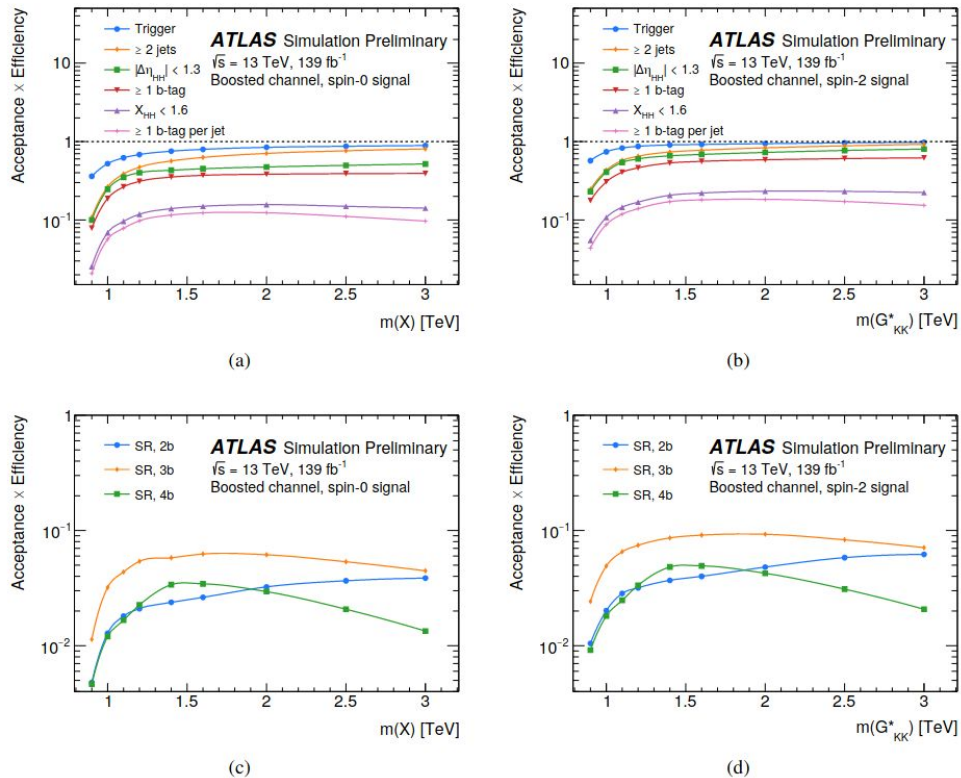 Acceptance × Efficiency
Trigger
≥ 2 jets
|Δη_HH| < 1.3
≥ 1 b-tag
X_HH < 1.6
≥ 1 b-tag per jet
ATLAS Simulation Preliminary
√s = 13 TeV, 139 fb⁻¹
Boosted channel, spin-0 signal
10
1
10⁻¹
1 1.5 2 2.5 3
m(X) [TeV]
(a)
Acceptance × Efficiency
Trigger
≥ 2 jets
|Δη_HH| < 1.3
≥ 1 b-tag
X_HH < 1.6
≥ 1 b-tag per jet
ATLAS Simulation Preliminary
√s = 13 TeV, 139 fb⁻¹
Boosted channel, spin-2 signal
10
1
10⁻¹
1 1.5 2 2.5 3
m(G*_KK) [TeV]
(b)
Acceptance × Efficiency
SR, 2b
SR, 3b
SR, 4b
ATLAS Simulation Preliminary
√s = 13 TeV, 139 fb⁻¹
Boosted channel, spin-0 signal
1
10⁻¹
10⁻²
1 1.5 2 2.5 3
m(X) [TeV]
(c)
Acceptance × Efficiency
SR, 2b
SR, 3b
SR, 4b
ATLAS Simulation Preliminary
√s = 13 TeV, 139 fb⁻¹
Boosted channel, spin-2 signal
1
10⁻¹
10⁻²
1 1.5 2 2.5 3
m(G*_KK) [TeV]
(d)